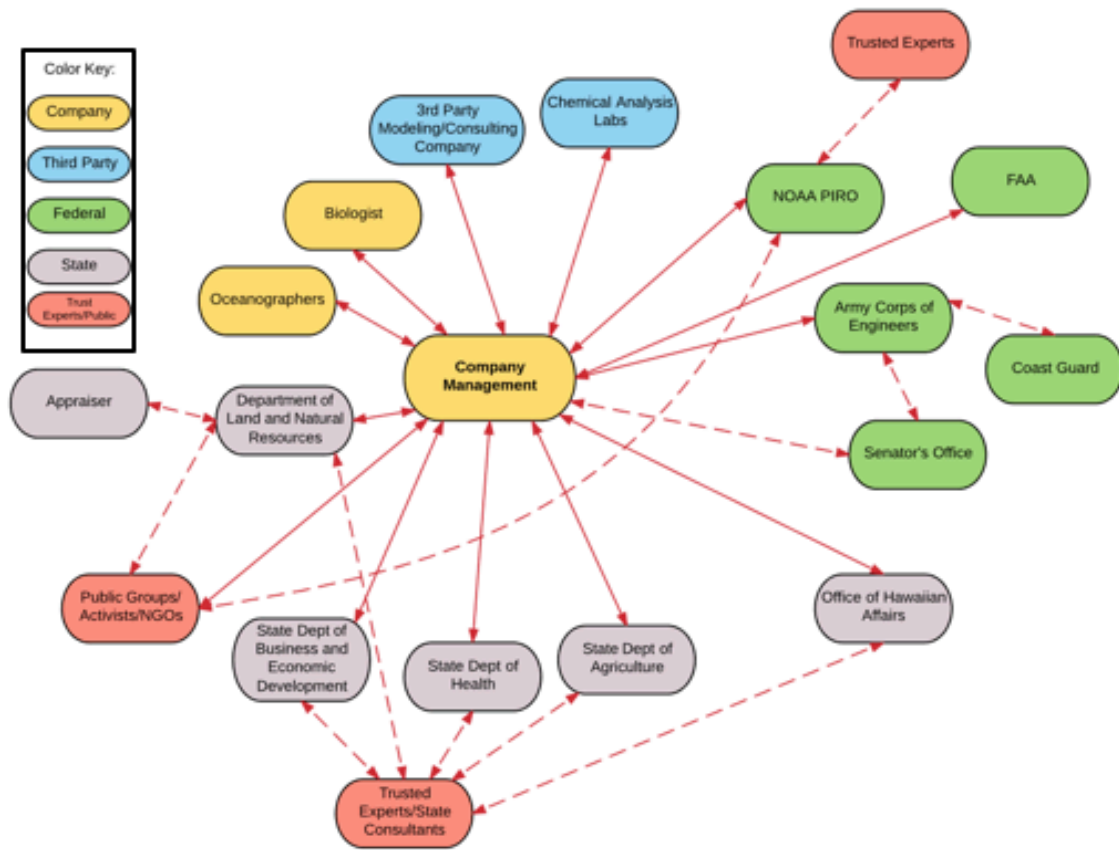 Color Key:
Company
Third Party
Federal
State
Trust
Experts/Public
Trusted Experts
3rd Party
Modeling/Consulting
Company
Chemical Analysis
Labs
NOAA PIRO
FAA
Biologist
Oceanographers
Army Corps of
Engineers
Coast Guard
Company
Management
Appraiser
Department of
Land and Natural
Resources
Senator's Office
Public Groups/
Activists/NGOs
Office of Hawaiian
Affairs
State Dept of
Business and
Economic
Development
State Dept of
Health
State Dept of
Agriculture
Trusted
Experts/State
Consultants